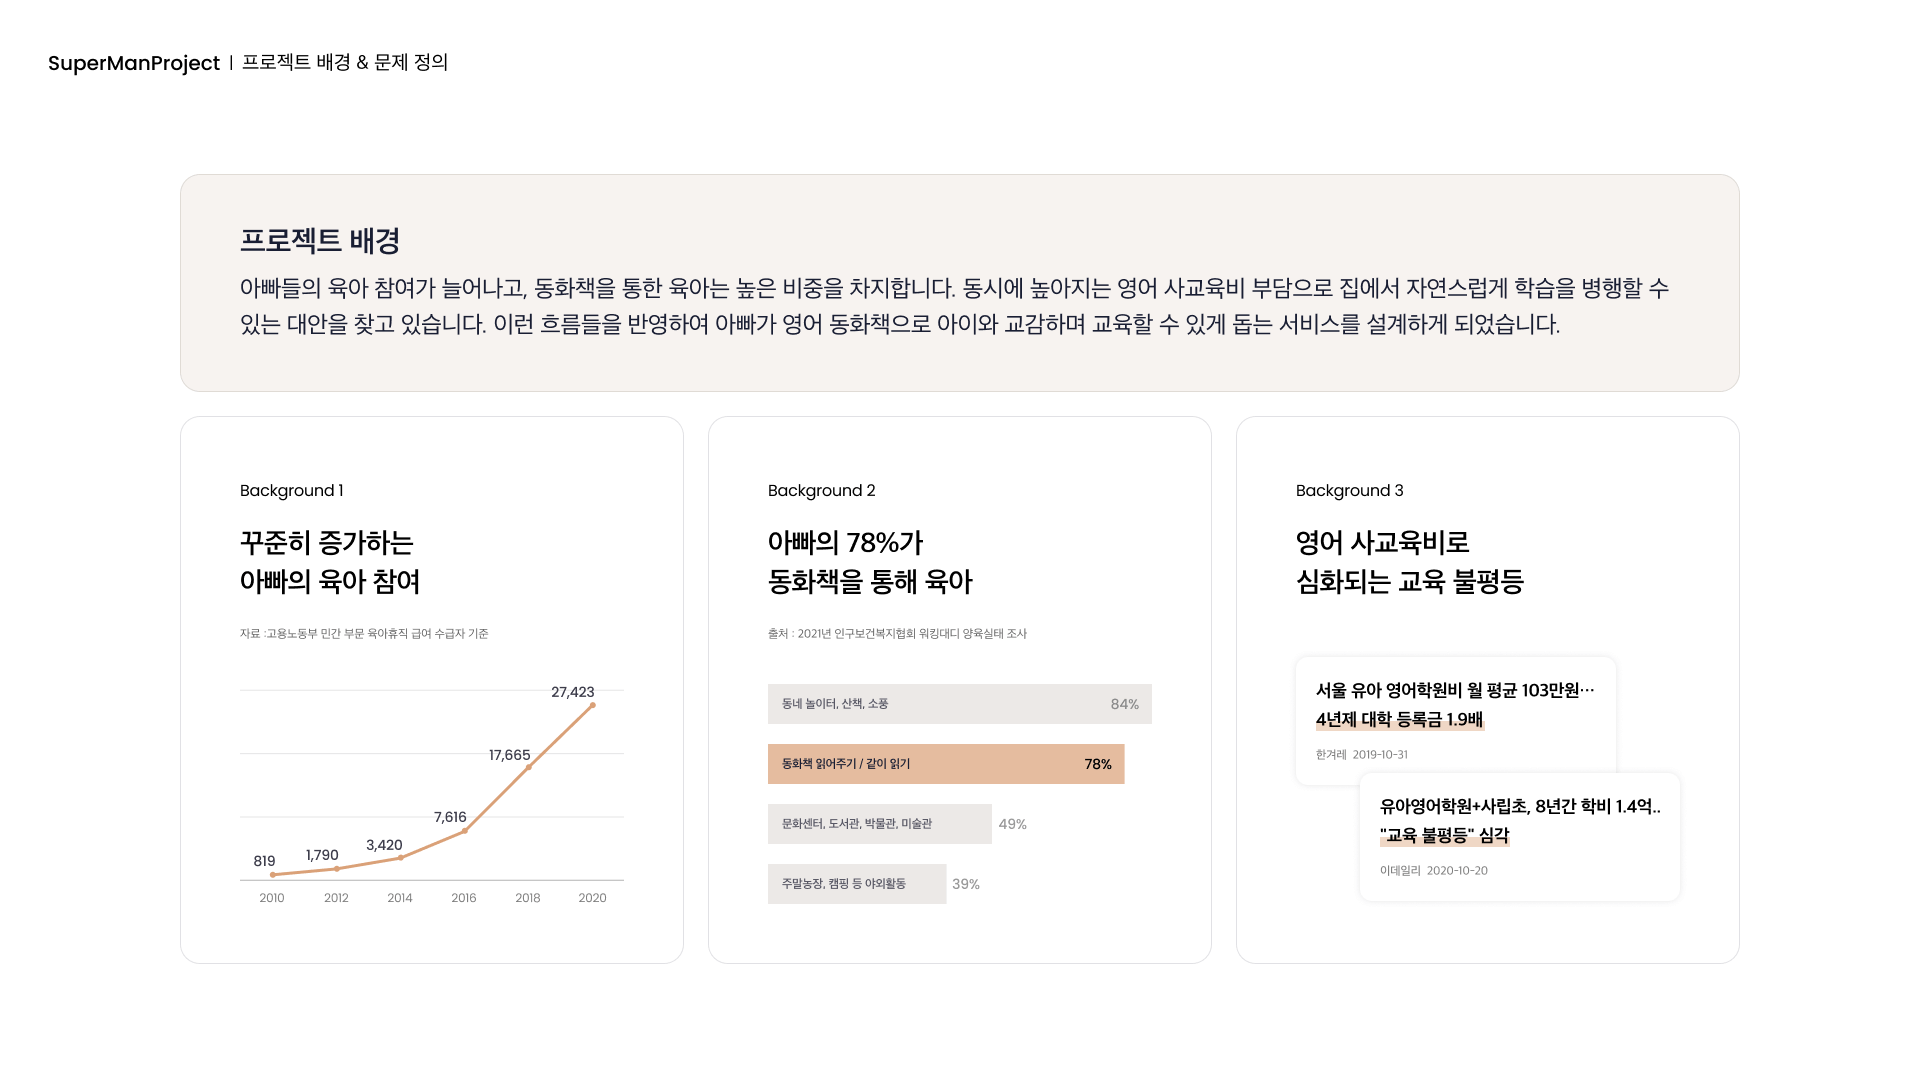 SuperManProject | 프로젝트 배경 & 문제 정의
프로젝트 배경
아빠들의 육아 참여가 늘어나고, 동화책을 통한 육아는 높은 비중을 차지합니다. 동시에 높아지는 영어 사교육비 부담으로 집에서 자연스럽게 학습을 병행할 수
있는 대안을 찾고 있습니다. 이런 흐름들을 반영하여 아빠가 영어 동화책으로 아이와 교감하며 교육할 수 있게 돕는 서비스를 설계하게 되었습니다.
Background 1
꾸준히 증가하는
아빠의 육아 참여
자료 :고용노동부 민간 부문 육아휴직 급여 수급자 기준
27,423
17,665
7,616
3,420
1,790
819
2010 2012 2014 2016 2018 2020
Background 2
아빠의 78%가
동화책을 통해 육아
출처 : 2021년 인구보건복지협회 워킹대디 양육실태 조사
동네 놀이터, 산책, 소풍 84%
동화책 읽어주기 / 같이 읽기 78%
문화센터, 도서관, 박물관, 미술관 49%
주말농장, 캠핑 등 야외활동 39%
Background 3
영어 사교육비로
심화되는 교육 불평등
서울 유아 영어학원비 월 평균 103만원…
4년제 대학 등록금 1.9배
한겨레 2019-10-31
유아영어학원+사립초, 8년간 학비 1.4억..
"교육 불평등" 심각
이데일리 2020-10-20